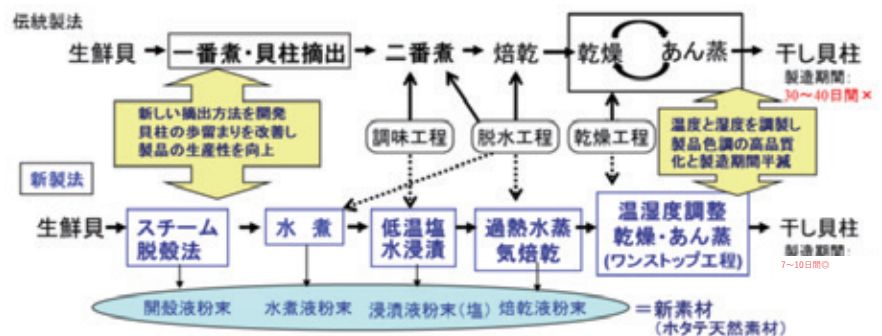 伝統製法
生鮮貝 一番煮・貝柱摘出 二番煮 焙乾 乾燥 あん蒸 干し貝柱
製造期間:
30〜40日間×
新しい摘出方法を開発
貝柱の歩留まりを改善し
製品の生産性を向上
調味工程 脱水工程 乾燥工程
温度と湿度を調製し
製品色調の高品質
化と製造期間半減
新製法
生鮮貝 スチーム脱殻法 水煮 低温塩水浸漬 過熱水蒸気焙乾 温湿度調整乾燥・あん蒸(ワンストップ工程) 干し貝柱
製造期間:
7〜10日間◎
開殻液粉末 水煮液粉末 浸漬液粉末(塩) 焙乾液粉末 =新素材
(ホタテ天然素材)